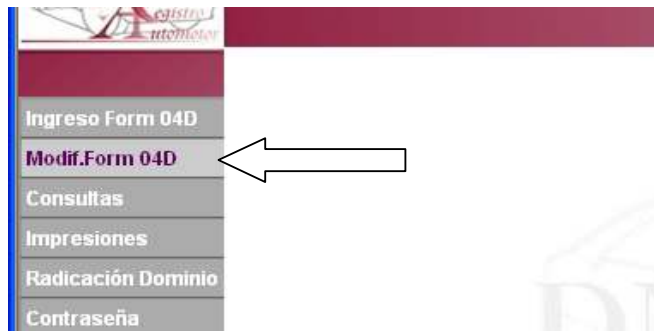 Registro
Automotor
Ingreso Form 04D
Modif.Form 04D
Consultas
Impresiones
Radicación Dominio
Contraseña